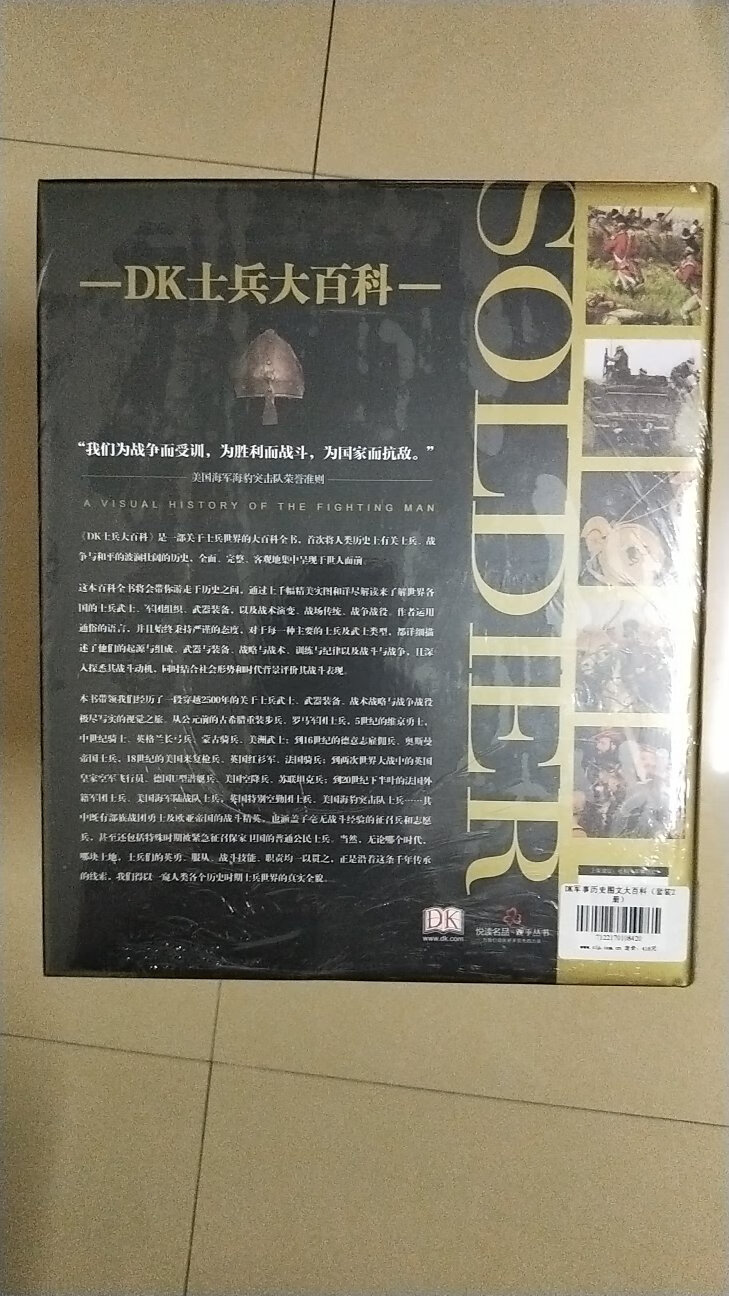 DK士兵大百科
SOLDIER
“我们为战争而受训，为胜利而战斗，为国家而抗敌。”
美国海军海豹突击队荣誉准则
A VISUAL HISTORY OF THE FIGHTING MAN
《DK士兵大百科》是一部关于士兵世界的大百科全书，首次将人类历史上有关士兵、战
争与和平的波澜壮阔的历史，全面、完整、客观地集中呈现于世人面前。
这本百科全书将会带你游走于历史之间，通过上千幅精美实图和详尽解读来了解世界各
国的士兵武士、军团组织、武器装备，以及战术演变、战场传统、战争战役。作者运用
通俗的语言，并且始终秉持严谨的态度，对于每一种主要的士兵及武士类型，都详细描
述了他们的起源与组成、武器与装备、战略与战术、训练与纪律以及战斗与战争，且深
入探悉其战斗动机，同时结合社会形势和时代背景评价其战斗表现。
本书带领我们经历了一段穿越2500年的关于士兵武士、武器装备、战术战略与战争战役
极尽写实的视觉之旅。从公元前的古希腊重装步兵、罗马军团士兵，5世纪的维京勇士，
中世纪骑士、英格兰长弓兵、蒙古骑兵、美洲武士；到16世纪的德意志雇佣兵、奥斯曼
帝国士兵，18世纪的美国来复枪兵、英国红衫军、法国骑兵；到两次世界大战中的英国
皇家空军飞行员、德国U型潜艇兵、美国空降兵、苏联坦克兵；到20世纪下半叶的法国外
籍军团士兵、美国海军陆战队士兵，英国特别空勤团士兵、美国海豹突击队士兵……其
中既有部族战团勇士及欧亚帝国的战斗精英，也涵盖了毫无战斗经验的征召兵和志愿
兵，甚至还包括特殊时期被紧急征召保家卫国的普通公民士兵。当然，无论哪个时代、
哪块土地，士兵们的英勇、服从、战斗技能、职责均一以贯之，正是沿着这条千年传承
的线索，我们得以一窥人类各个历史时期士兵世界的真实全貌。
DK
www.dk.com
悦读名品·携手丛书
DK军事历史图文大百科（套装2
册）
7122170108420